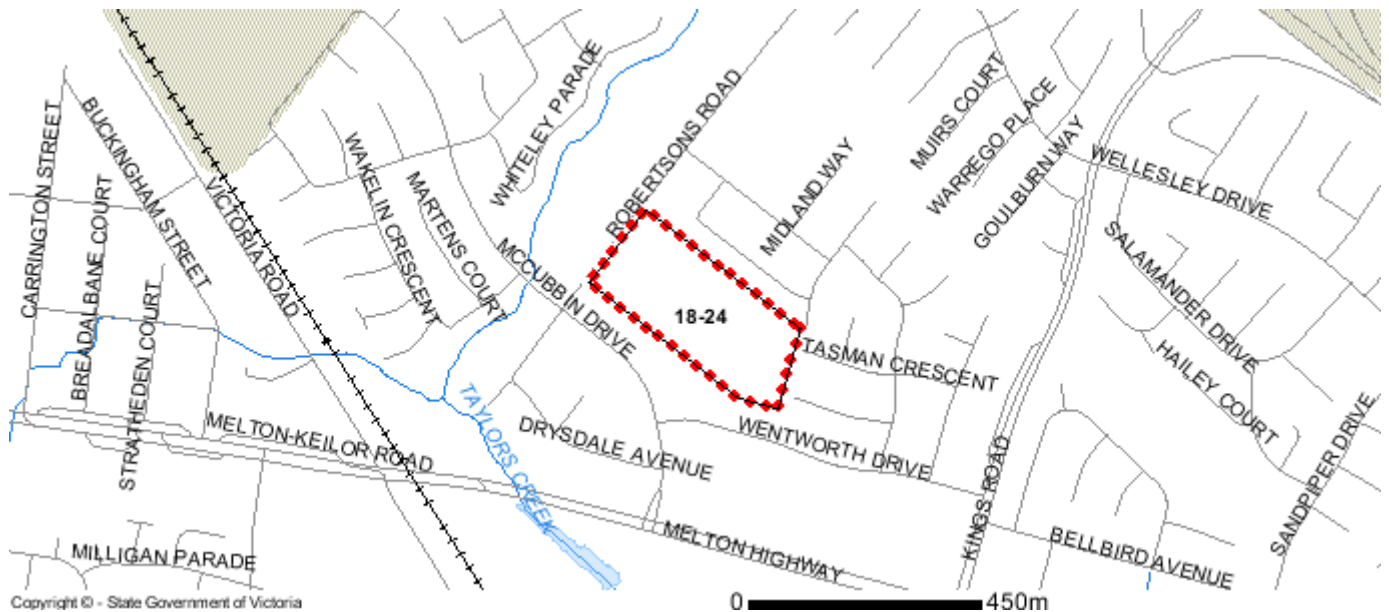 CARRINGTON STREET
BUCKINGHAM STREET
BREADALBANE COURT
STRATHEDEN COURT
VICTORIA ROAD
WAKELIN CRESCENT
MARTENS COURT
WHITELEY PARADE
MCCUBBIN DRIVE
ROBERTSONS ROAD
MIDLAND WAY
MUIRS COURT
WARREGO PLACE
GOULBURN WAY
WELLESLEY DRIVE
SALAMANDER DRIVE
HAILEY COURT
SANDPIPER DRIVE
18-24
TASMAN CRESCENT
WENTWORTH DRIVE
DRYSDALE AVENUE
TAYLORS CREEK
MELTON-KEILOR ROAD
MELTON HIGHWAY
KINGS ROAD
BELLBIRD AVENUE
MILLIGAN PARADE
Copyright © - State Government of Victoria
0 450m